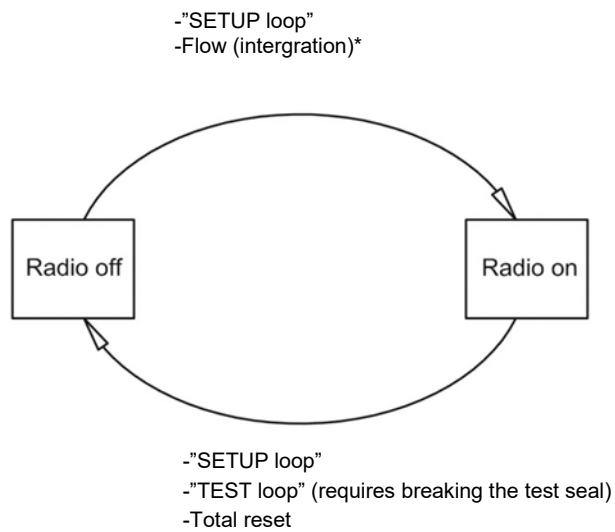 -”SETUP loop”
-Flow (intergration)*
Radio off
Radio on
-”SETUP loop”
-”TEST loop” (requires breaking the test seal)
-Total reset